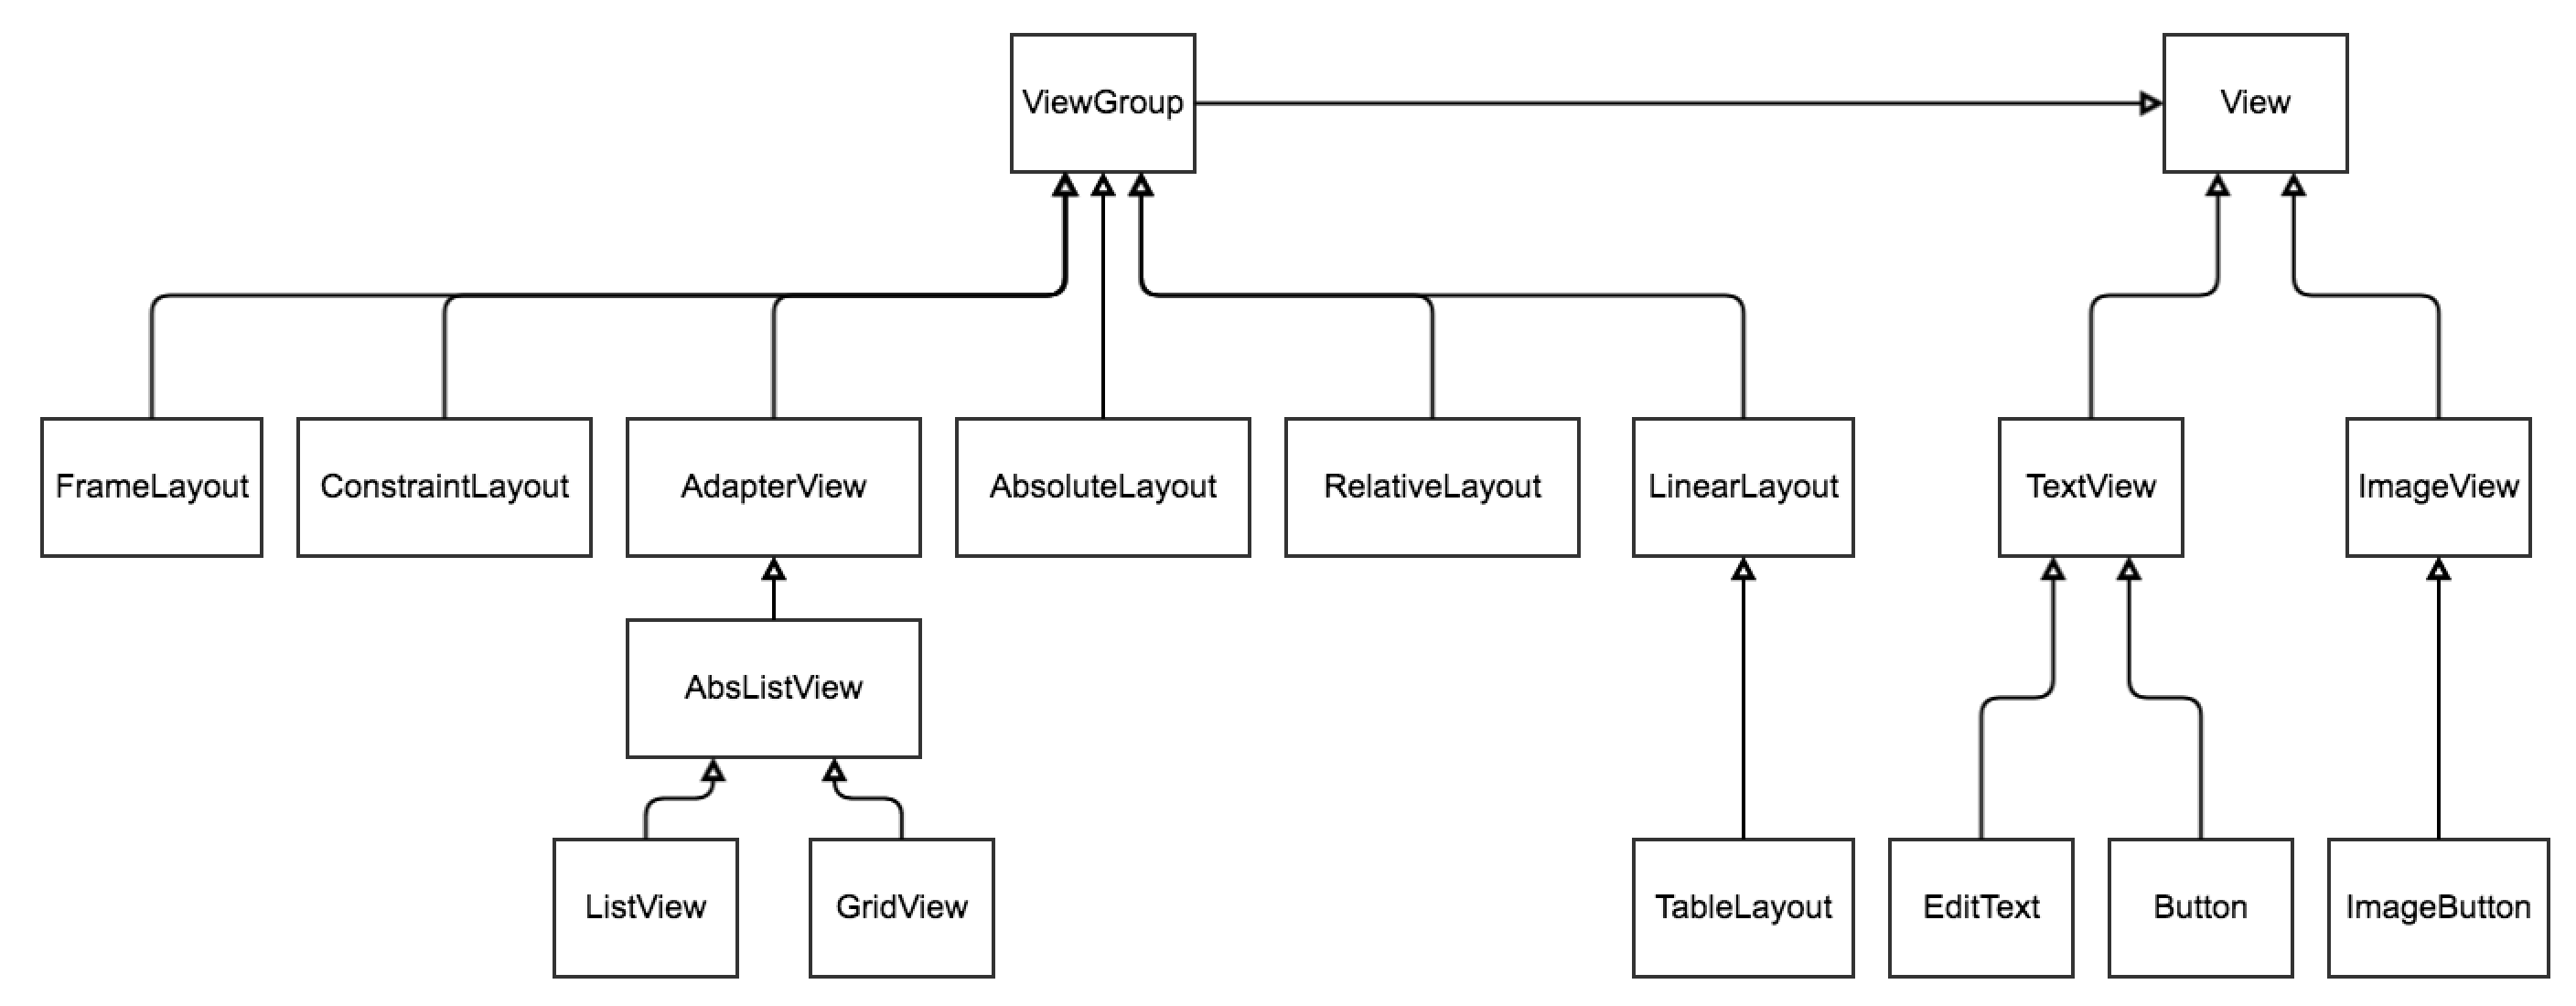 ViewGroup
View
FrameLayout
ConstraintLayout
AdapterView
AbsoluteLayout
RelativeLayout
LinearLayout
TextView
ImageView
AbsListView
ListView
GridView
TableLayout
EditText
Button
ImageButton